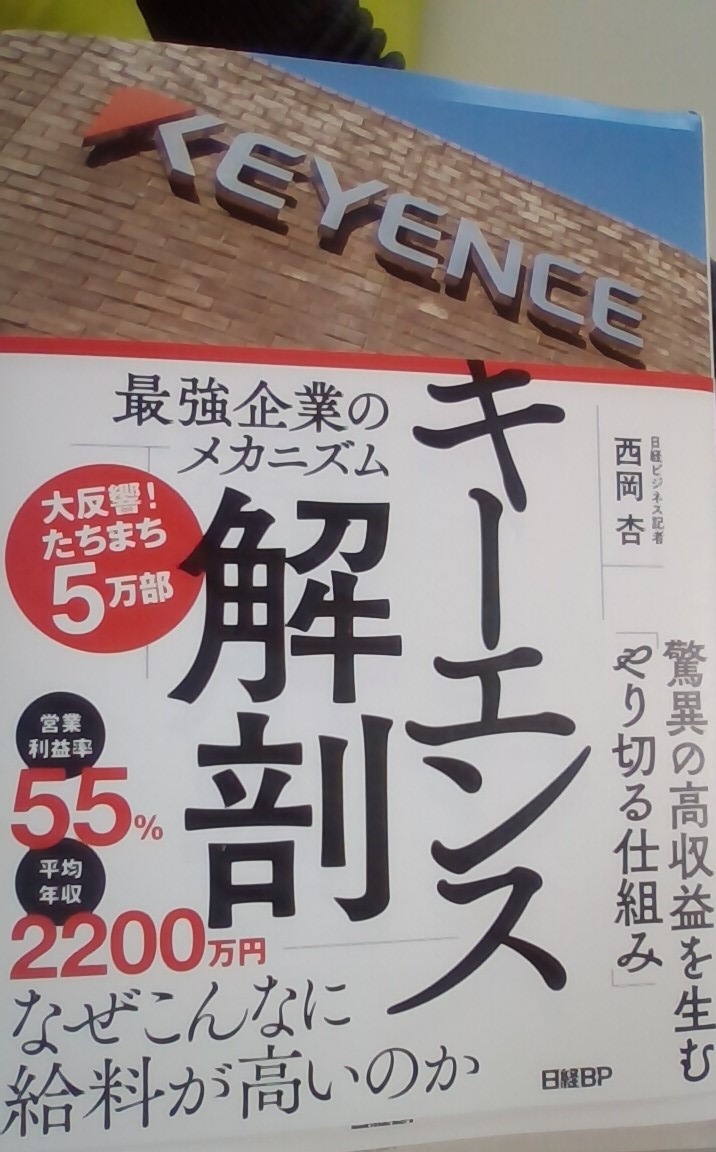 KEYENCE
キーエンス
解剖
最強企業の
メカニズム
日経ビジネス記者
西岡 杏
驚異の高収益を生む
「やり切る仕組み」
大反響！
たちまち
5万部
営業
利益率
55%
平均
年収
2200万円
なぜこんなに
給料が高いのか
日経BP